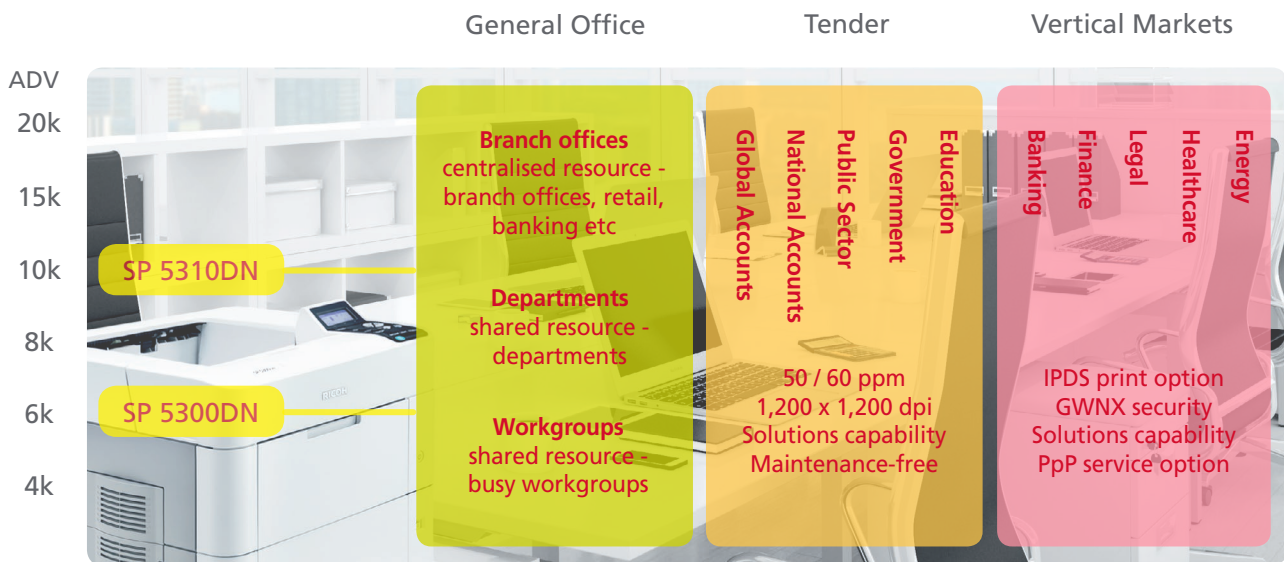 General Office
Tender
Vertical Markets
ADV
20k
15k
10k
8k
6k
4k
SP 5310DN
SP 5300DN
RICOH
Branch offices
centralised resource -
branch offices, retail,
banking etc
Departments
shared resource -
departments
Workgroups
shared resource -
busy workgroups
Global Accounts
National Accounts
Public Sector
Government
Education
50 / 60 ppm
1,200 x 1,200 dpi
Solutions capability
Maintenance-free
Banking
Finance
Legal
Healthcare
Energy
IPDS print option
GWNX security
Solutions capability
PpP service option